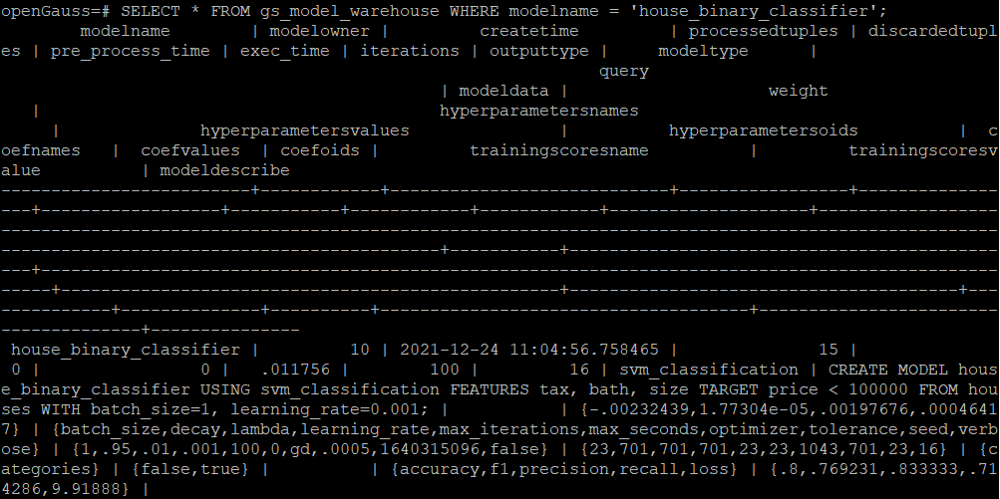 openGauss=# SELECT * FROM gs_model_warehouse WHERE modelname = 'house_binary_classifier';
        modelname           | modelowner |          createtime           | processedtuples | discardedtupl
es | pre_process_time | exec_time | iterations | outputtype |     modeltype      |
                                                                  query
                                                 | modeldata |                      weight
   |                                            hyperparametersnames
      |               hyperparametersvalues                 |           hyperparametersoids           |  c
oefnames   |  coefvalues  | coefoids |          trainingscoresname           |          trainingscoresv
alue           | modeldescribe
----------------------------+------------+-------------------------------+-----------------+----------------
---+------------------+-----------+------------+------------+--------------------+--------------------
------------------------------------------------------------------------------------------------------------
-------------------------------------------------+-----------+----------------------------------------------
---+--------------------------------------------------------------------------------------------------------
------+-----------------------------------------------------+-----------------------------------------+---
-----------+--------------+----------+---------------------------------------+--------------------------
---------------+---------------
 house_binary_classifier |         10 | 2021-12-24 11:04:56.758465 |              15 |
 0 |                0 |   .011756 |        100 |         16 | svm_classification | CREATE MODEL hous
e_binary_classifier USING svm_classification FEATURES tax, bath, size TARGET price < 100000 FROM hou
ses WITH batch_size=1, learning_rate=0.001; |           | {-.00232439,1.77304e-05,.00197676,.0004641
7} | {batch_size,decay,lambda,learning_rate,max_iterations,max_seconds,optimizer,tolerance,seed,verb
ose} | {1,.95,.01,.001,100,0,gd,.0005,1640315096,false} | {23,701,701,701,23,23,1043,701,23,16} | {c
ategories} | {false,true} |          | {accuracy,f1,precision,recall,loss} | {.8,.769231,.833333,.71
4286,9.91888} |